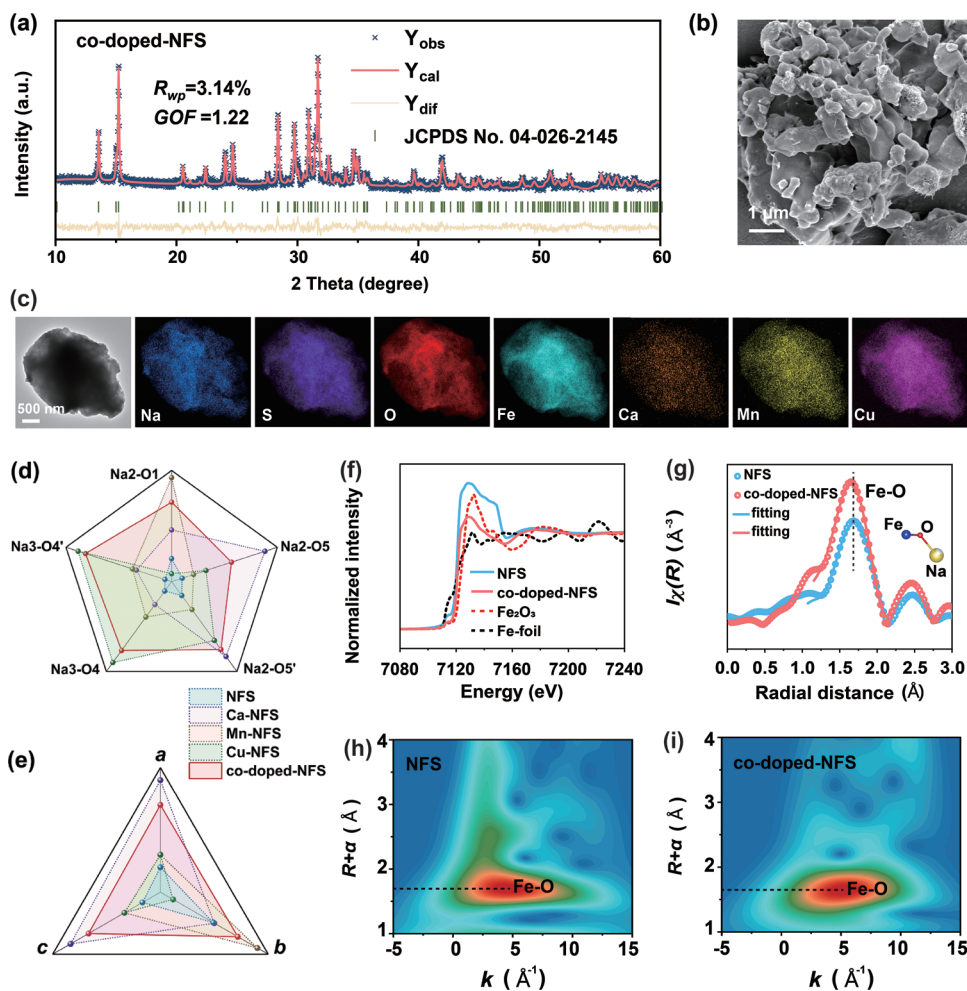 (a)
co-doped-NFS
Rwp=3.14%
GOF =1.22
Yobs
Ycal
Ydif
JCPDS No. 04-026-2145
Intensity (a.u.)
10 20 30 40 50 60
2 Theta (degree)
(b)
1 μm
(c)
500 nm
Na
S
O
Fe
Ca
Mn
Cu
(d)
Na2-O1
Na2-O5
Na2-O5'
Na3-O4
Na3-O4'
NFS
Ca-NFS
Mn-NFS
Cu-NFS
co-doped-NFS
(e)
a
b
c
(f)
Normalized intensity
NFS
co-doped-NFS
Fe₂O₃
Fe-foil
7080 7120 7160 7200 7240
Energy (eV)
(g)
NFS
co-doped-NFS
fitting
fitting
Fe-O
Fe
O
Na
Iχ(R) (Å⁻³)
0.0 0.5 1.0 1.5 2.0 2.5 3.0
Radial distance (Å)
(h)
NFS
Fe-O
R+α (Å)
4
3
2
1
-5 0 5 10 15
k (Å⁻¹)
(i)
co-doped-NFS
Fe-O
R+α (Å)
4
3
2
1
-5 0 5 10 15
k (Å⁻¹)